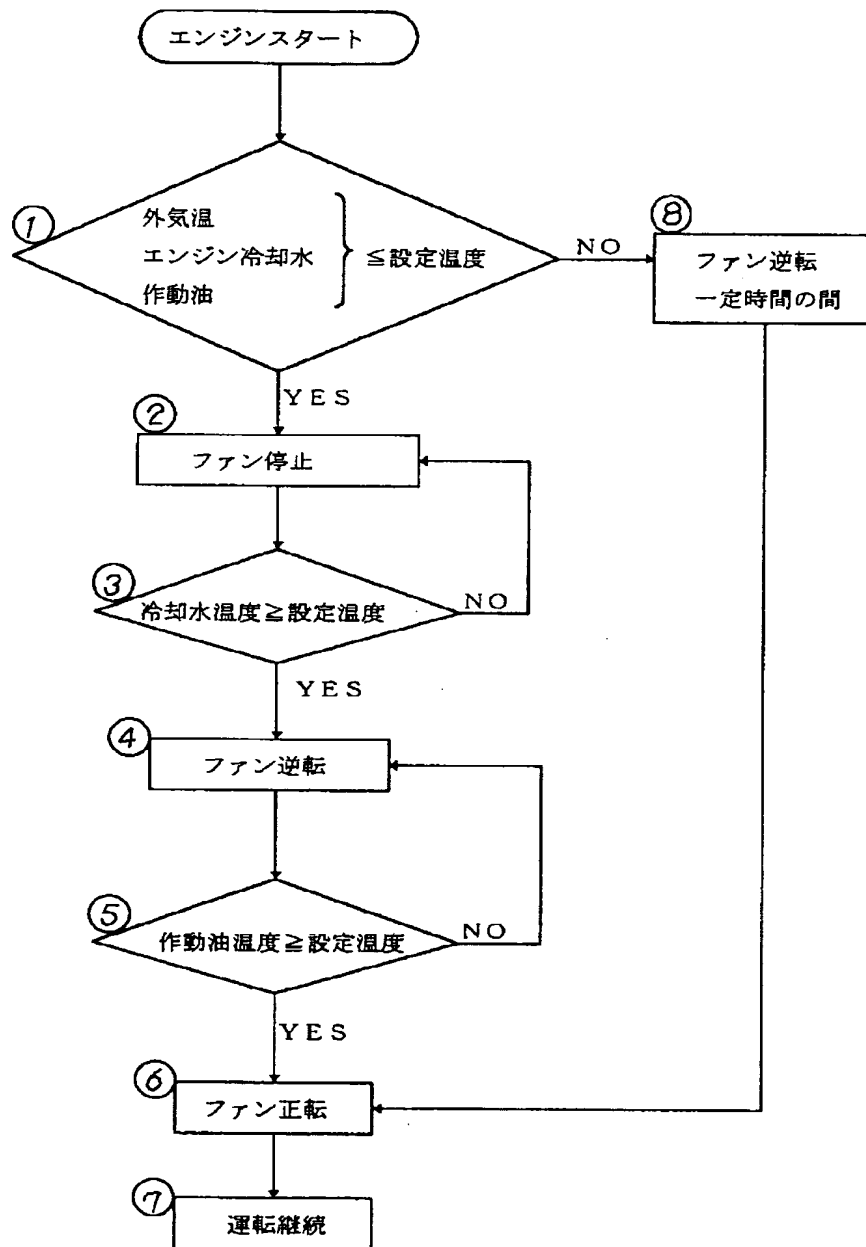 エンジンスタート
①
外気温
エンジン冷却水
作動油
≦設定温度
NO
⑧
ファン逆転
一定時間の間
YES
②
ファン停止
③
冷却水温度≧設定温度
NO
YES
④
ファン逆転
⑤
作動油温度≧設定温度
NO
YES
⑥
ファン正転
⑦
運転継続